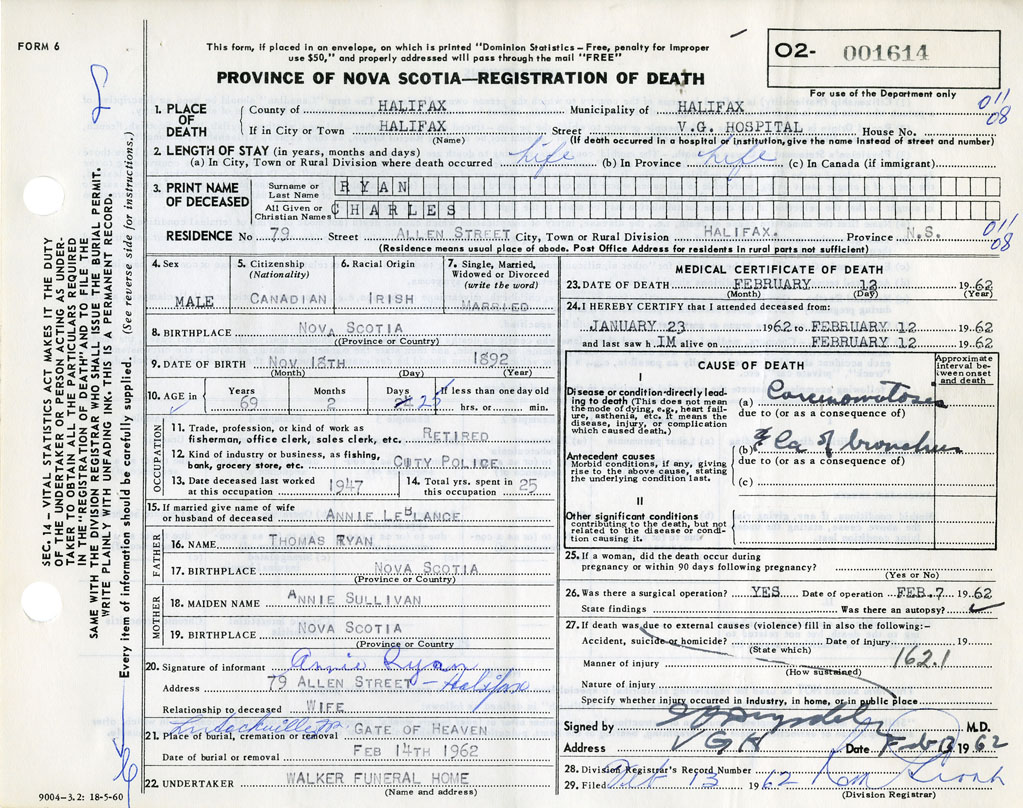 FORM 6
This form, if placed in an envelope, on which is printed "Dominion Statistics – Free, penalty for improper
use $50," and properly addressed will pass through the mail "FREE"
PROVINCE OF NOVA SCOTIA—REGISTRATION OF DEATH
O2- 001614
For use of the Department only
011
08
1. PLACE OF DEATH
County of HALIFAX Municipality of HALIFAX
If in City or Town HALIFAX Street V.G. HOSPITAL House No.
(Name) (If death occurred in a hospital or institution, give the name instead of street and number)
2. LENGTH OF STAY (in years, months and days)
(a) In City, Town or Rural Division where death occurred Life (b) In Province Life (c) In Canada (if immigrant)
3. PRINT NAME OF DECEASED
Surname or Last Name RYAN
All Given or Christian Names CHARLES
RESIDENCE No 79 Street ALLEN STREET City, Town or Rural Division HALIFAX. Province N.S.
011
08
(Residence means usual place of abode. Post Office Address for residents in rural parts not sufficient)
4. Sex MALE
5. Citizenship (Nationality) CANADIAN
6. Racial Origin IRISH
7. Single, Married, Widowed or Divorced (write the word) MARRIED
8. BIRTHPLACE NOVA SCOTIA
(Province or Country)
9. DATE OF BIRTH NOV 18TH 1892
(Month) (Day) (Year)
10. AGE in Years 69 Months 2 Days 25 If less than one day old hrs. or min.
OCCUPATION
11. Trade, profession, or kind of work as
fisherman, office clerk, sales clerk, etc. RETIRED
12. Kind of industry or business, as fishing,
bank, grocery store, etc. CITY POLICE
13. Date deceased last worked at this occupation 1947
14. Total yrs. spent in this occupation 25
15. If married give name of wife
or husband of deceased ANNIE LEBLANCE
FATHER
16. NAME THOMAS RYAN
17. BIRTHPLACE NOVA SCOTIA
(Province or Country)
MOTHER
18. MAIDEN NAME ANNIE SULLIVAN
19. BIRTHPLACE NOVA SCOTIA
(Province or Country)
20. Signature of informant Annie Ryan
Address 79 ALLEN STREET – Halifax
Relationship to deceased WIFE
21. Place of burial, cremation or removal GATE OF HEAVEN
Date of burial or removal FEB 14TH 1962
22. UNDERTAKER WALKER FUNERAL HOME
(Name and address)
MEDICAL CERTIFICATE OF DEATH
23. DATE OF DEATH FEBRUARY 12 1962
(Month) (Day) (Year)
24. I HEREBY CERTIFY that I attended deceased from:
JANUARY 23 1962 to FEBRUARY 12 1962
and last saw h IM alive on FEBRUARY 12 1962
CAUSE OF DEATH
Approximate interval between onset and death
I
Disease or condition directly leading to death (This does not mean the mode of dying, e.g., heart failure, asthenia, etc. It means the disease, injury, or complication which caused death.)
(a) Carcinomatosis
due to (or as a consequence of)
Antecedent causes
Morbid conditions, if any, giving rise to the above cause, stating the underlying condition last.
(b) Ca of bronchus
due to (or as a consequence of)
(c)
II
Other significant conditions
contributing to the death, but not related to the disease or condition causing it.
25. If a woman, did the death occur during
pregnancy or within 90 days following pregnancy?
(Yes or No)
26. Was there a surgical operation? YES Date of operation FEB. 7 1962
State findings Was there an autopsy? ✓
27. If death was due to external causes (violence) fill in also the following:–
Accident, suicide or homicide? Date of injury 19
(State which)
Manner of injury 162.1
(How sustained)
Nature of injury
Specify whether injury occurred in industry, in home, or in public place
Signed by M.D.
Address VGH Date Feb 13 1962
28. Division Registrar's Record Number
29. Filed Feb 13 1962
(Division Registrar)
SEC. 14 – VITAL STATISTICS ACT MAKES IT THE DUTY
OF THE UNDERTAKER OR PERSON ACTING AS UNDER-
TAKER TO OBTAIN ALL THE PARTICULARS REQUIRED
IN THE "REGISTRATION OF DEATH" AND TO FILE THE
SAME WITH THE DIVISION REGISTRAR WHO SHALL ISSUE THE BURIAL PERMIT.
WRITE PLAINLY WITH UNFADING INK. THIS IS A PERMANENT RECORD.
Every item of information should be carefully supplied. (See reverse side for instructions.)
9004-3.2: 18-5-60